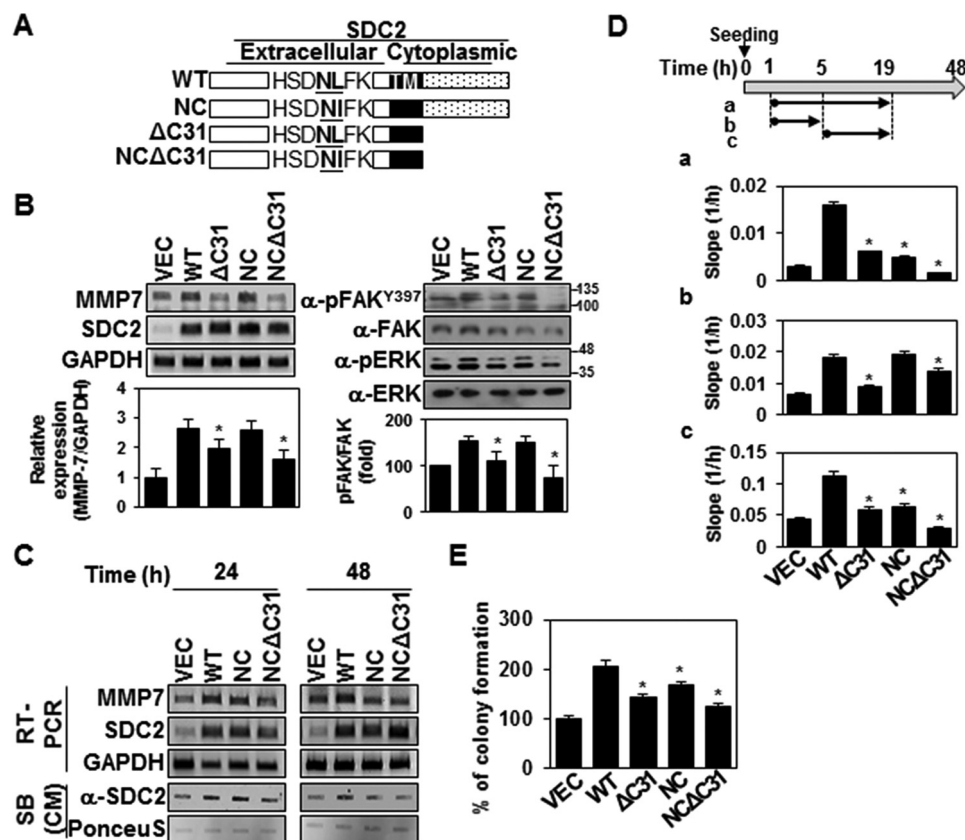 A
SDC2
Extracellular Cytoplasmic
WT HSDNLFK M
NC HSDNIFK
ΔC31 HSDNLFK
NCΔC31 HSDNIFK
B
VEC WT ΔC31 NC NCΔC31
MMP7
SDC2
GAPDH
Relative expression (MMP-7/GAPDH)
4
3
2
1
0
* *
VEC WT ΔC31 NC NCΔC31
α-pFAK Y397
135
100
α-FAK
α-pERK
48
35
α-ERK
pFAK/FAK (fold)
200
100
0
* *
C
Time (h) 24 48
VEC WT NC NCΔC31 VEC WT NC NCΔC31
RT-PCR
MMP7
SDC2
GAPDH
SB (CM)
α-SDC2
PonceuS
D
Seeding
Time (h) 0 1 5 19 48
a
b
c
a
Slope (1/h)
0.02
0.01
0
* * *
b
Slope (1/h)
0.03
0.02
0.01
0
* *
c
Slope (1/h)
0.15
0.10
0.05
0
* * *
VEC WT ΔC31 NC NCΔC31
E
% of colony formation
300
200
100
0
* * *
VEC WT ΔC31 NC NCΔC31